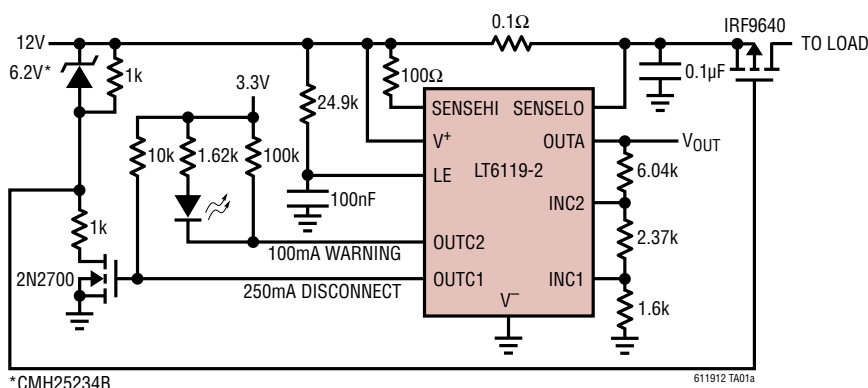 0.1Ω
IRF9640
12V
TO LOAD
6.2V*
1k
3.3V
100Ω
0.1µF
24.9k
SENSEHI
SENSELO
V+
OUTA
VOUT
10k
1.62k
100k
LT6119-2
6.04k
LE
INC2
100nF
2.37k
1k
OUTC2
100mA WARNING
2N2700
OUTC1
INC1
250mA DISCONNECT
V–
1.6k
*CMH25234B
611912 TA01a